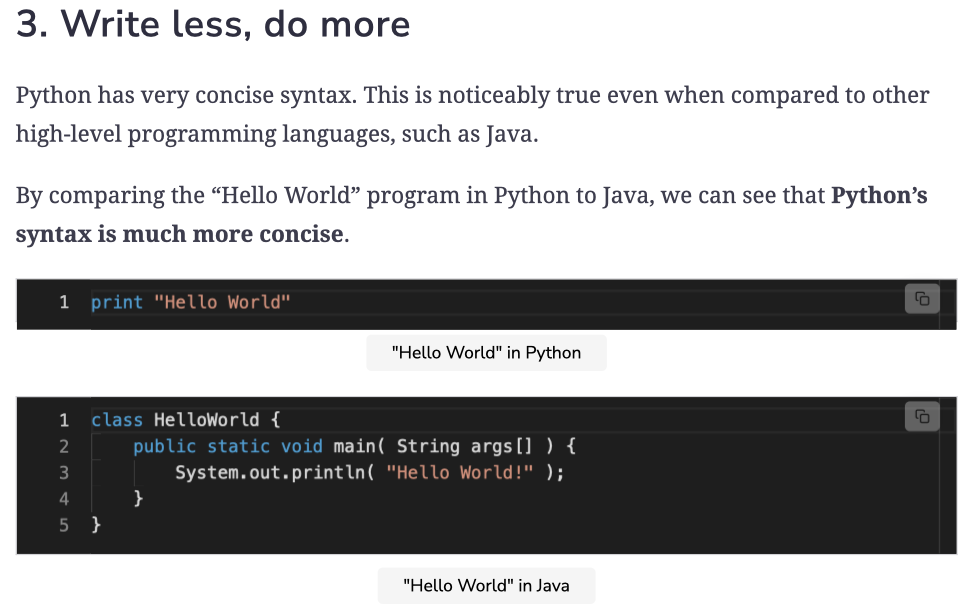 3. Write less, do more
Python has very concise syntax. This is noticeably true even when compared to other
high-level programming languages, such as Java.
By comparing the “Hello World” program in Python to Java, we can see that Python’s
syntax is much more concise.
1 print "Hello World"
"Hello World" in Python
1 class HelloWorld {
2     public static void main( String args[] ) {
3         System.out.println( "Hello World!" );
4     }
5 }
"Hello World" in Java